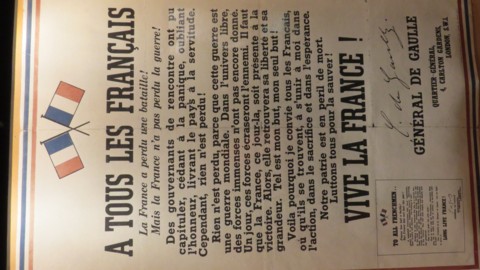 A TOUS LES FRANÇAIS
La France a perdu une bataille!
Mais la France n'a pas perdu la guerre!
Des gouvernants de rencontre ont pu
capituler, cédant à la panique, oubliant
l'honneur, livrant le pays à la servitude.
Cependant, rien n'est perdu!
Rien n'est perdu, parce que cette guerre est
une guerre mondiale. Dans l'univers libre,
des forces immenses n'ont pas encore donné.
Un jour, ces forces écraseront l'ennemi. Il faut
que la France, ce jour-là, soit présente à la
victoire. Alors, elle retrouvera sa liberté et sa
grandeur. Tel est mon but, mon seul but!
Voilà pourquoi je convie tous les Français,
où qu'ils se trouvent, à s'unir à moi dans
l'action, dans le sacrifice et dans l'espérance.
Notre patrie est en péril de mort.
Luttons tous pour la sauver!
VIVE LA FRANCE !
GÉNÉRAL DE GAULLE
QUARTIER-GÉNÉRAL,
4, CARLTON GARDENS,
LONDON, S.W.1
TO ALL FRENCHMEN
LONG LIVE FRANCE!